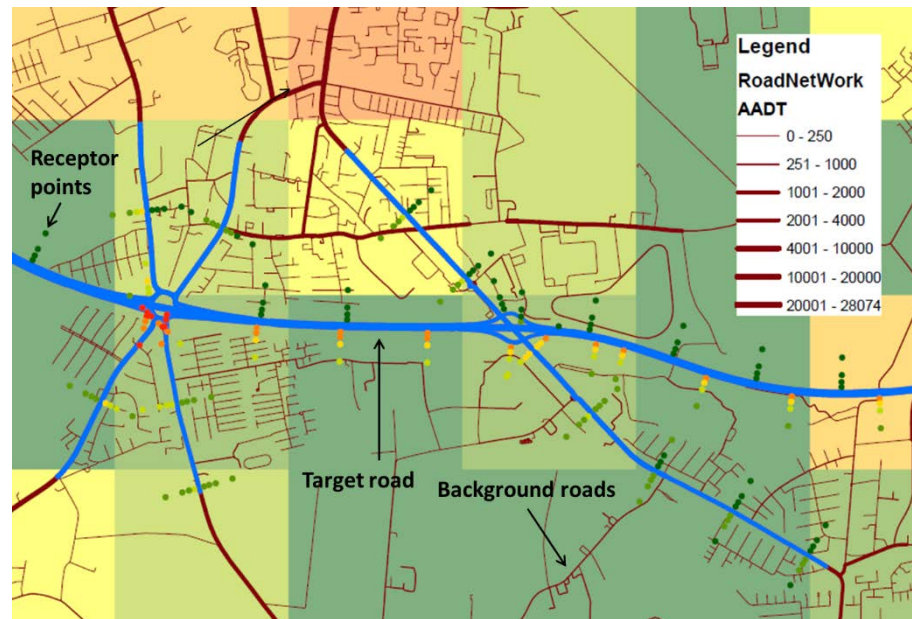 Legend
RoadNetWork
AADT
0 - 250
251 - 1000
1001 - 2000
2001 - 4000
4001 - 10000
10001 - 20000
20001 - 28074
Receptor
points
Target road
Background roads